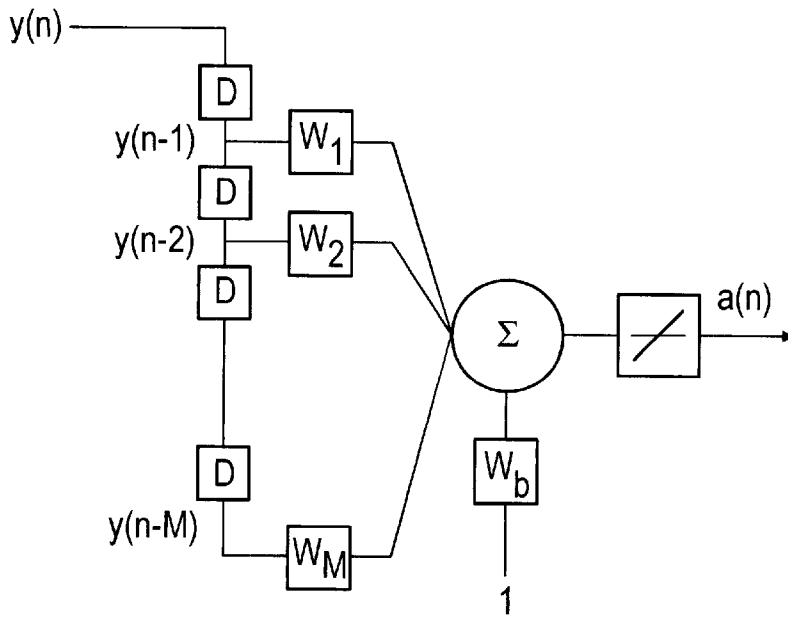 y(n)
D
y(n-1)
W1
D
y(n-2)
W2
D
Σ
a(n)
D
Wb
y(n-M)
WM
1